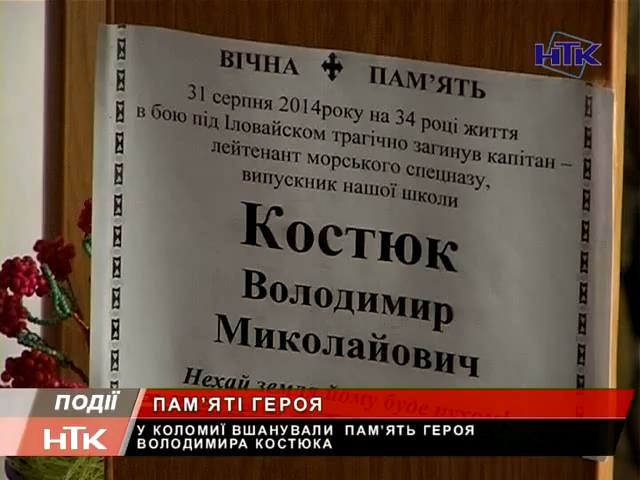 НТК
ВІЧНА ПАМ’ЯТЬ
31 серпня 2014року на 34 році життя
в бою під Іловайском трагічно загинув капітан –
лейтенант морського спецназу,
випускник нашої школи
Костюк
Володимир
Миколайович
Нехай земля йому буде пухом!
ПОДІЇ
ПАМ’ЯТІ ГЕРОЯ
НТК
У КОЛОМИЇ ВШАНУВАЛИ ПАМ’ЯТЬ ГЕРОЯ
ВОЛОДИМИРА КОСТЮКА